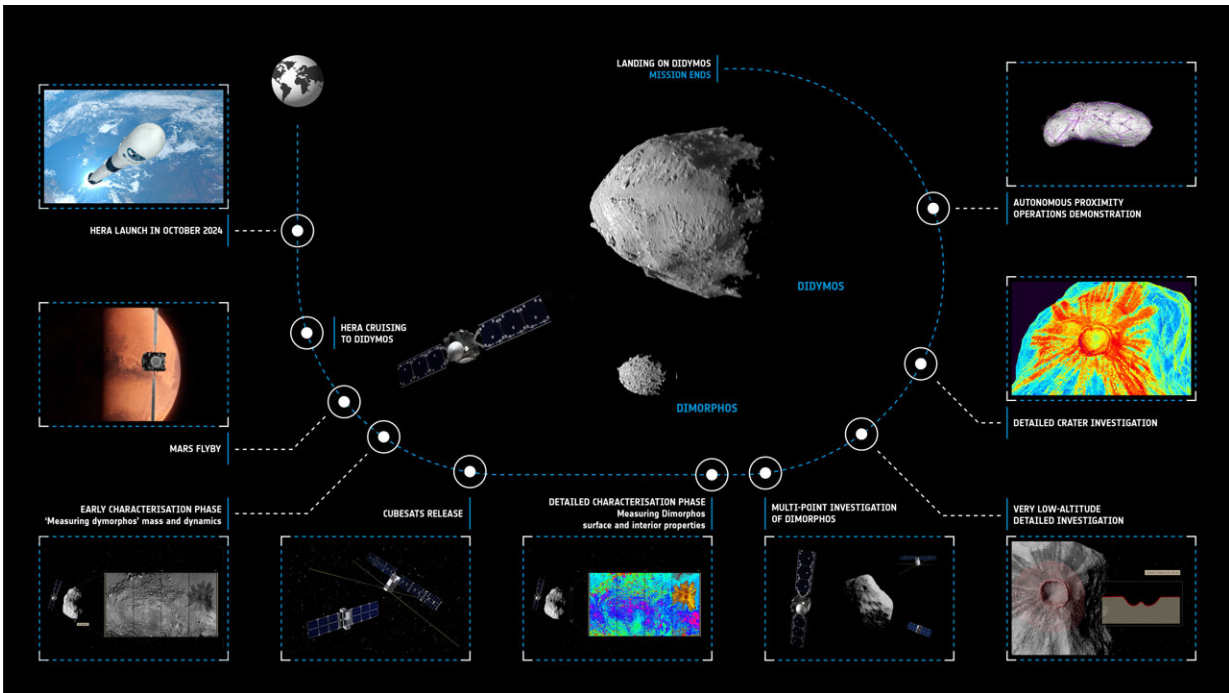 LANDING ON DIDYMOS
MISSION ENDS
HERA LAUNCH IN OCTOBER 2024
AUTONOMOUS PROXIMITY
OPERATIONS DEMONSTRATION
DIDYMOS
HERA CRUISING
TO DIDYMOS
DIMORPHOS
MARS FLYBY
DETAILED CRATER INVESTIGATION
EARLY CHARACTERISATION PHASE
'Measuring dymorphos' mass and dynamics
CUBESATS RELEASE
DETAILED CHARACTERISATION PHASE
Measuring Dimorphos
surface and interior properties
MULTI-POINT INVESTIGATION
OF DIMORPHOS
VERY LOW-ALTITUDE
DETAILED INVESTIGATION